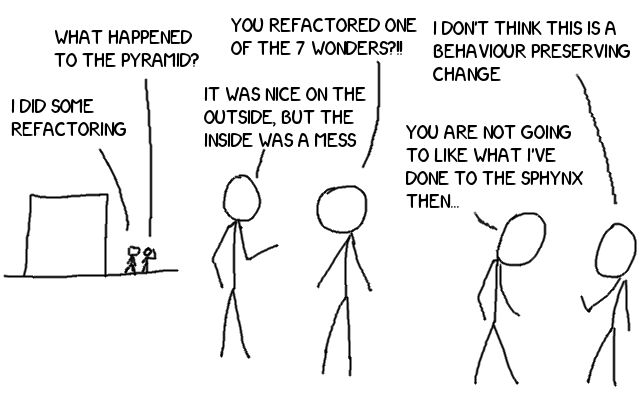 WHAT HAPPENED
TO THE PYRAMID?
I DID SOME
REFACTORING
YOU REFACTORED ONE
OF THE 7 WONDERS?!!
IT WAS NICE ON THE
OUTSIDE, BUT THE
INSIDE WAS A MESS
I DON'T THINK THIS IS A
BEHAVIOUR PRESERVING
CHANGE
YOU ARE NOT GOING
TO LIKE WHAT I'VE
DONE TO THE SPHYNX
THEN...